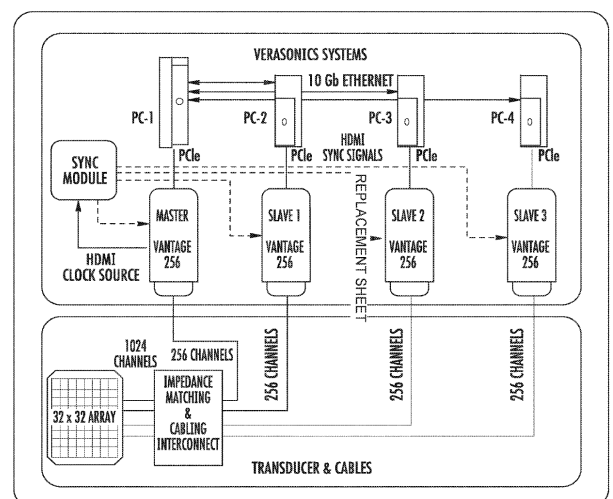 VERASONICS SYSTEMS
10 Gb ETHERNET
PC-1
PC-2
PC-3
PC-4
PCIe
PCIe
PCIe
PCIe
HDMI
SYNC SIGNALS
SYNC
MODULE
HDMI
CLOCK SOURCE
MASTER
VANTAGE
256
SLAVE 1
VANTAGE
256
SLAVE 2
VANTAGE
256
SLAVE 3
VANTAGE
256
REPLACEMENT SHEET
1024
CHANNELS
256 CHANNELS
256 CHANNELS
256 CHANNELS
256 CHANNELS
32 x 32 ARRAY
IMPEDANCE
MATCHING
&
CABLING
INTERCONNECT
TRANSDUCER & CABLES